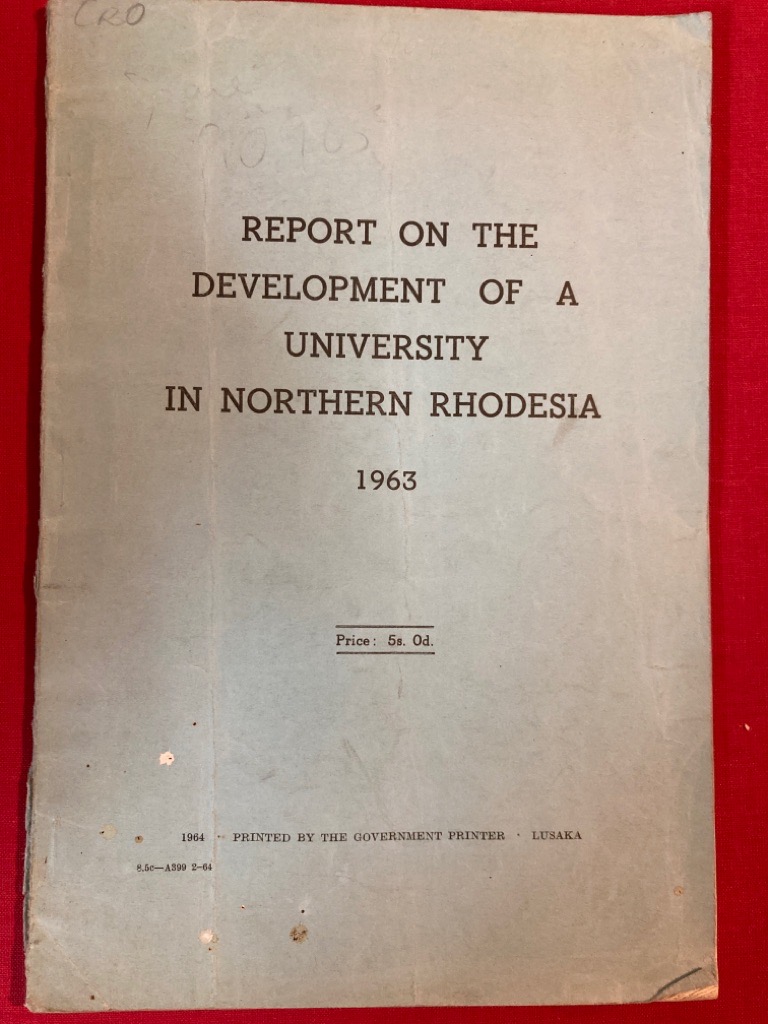 CRO
REPORT ON THE
DEVELOPMENT OF A
UNIVERSITY
IN NORTHERN RHODESIA
1963
Price: 5s. 0d.
1964 · PRINTED BY THE GOVERNMENT PRINTER · LUSAKA
8.5c—A399 2–64